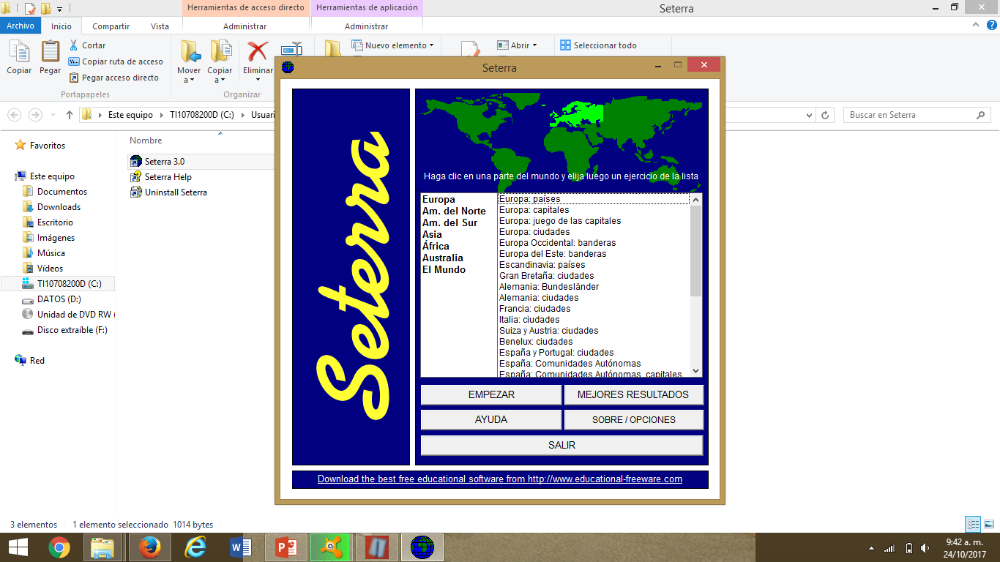 Herramientas de acceso directo
Herramientas de aplicación
Seterra
Archivo
Inicio
Compartir
Vista
Administrar
Administrar
Copiar
Pegar
Cortar
Copiar ruta de acceso
Pegar acceso directo
Portapapeles
Mover a
Copiar a
Eliminar
Organizar
Nuevo elemento
Abrir
Seleccionar todo
Este equipo
TI10708200D (C:)
Usuari
Buscar en Seterra
Favoritos
Este equipo
Documentos
Downloads
Escritorio
Imágenes
Música
Vídeos
TI10708200D (C:)
DATOS (D:)
Unidad de DVD RW (
Disco extraíble (F:)
Red
Nombre
Seterra 3.0
Seterra Help
Uninstall Seterra
Seterra
Seterra
Haga clic en una parte del mundo y elija luego un ejercicio de la lista
Europa
Am. del Norte
Am. del Sur
Asia
África
Australia
El Mundo
Europa: países
Europa: capitales
Europa: juego de las capitales
Europa: ciudades
Europa Occidental: banderas
Europa del Este: banderas
Escandinavia: países
Gran Bretaña: ciudades
Alemania: Bundesländer
Alemania: ciudades
Francia: ciudades
Italia: ciudades
Suiza y Austria: ciudades
Benelux: ciudades
España y Portugal: ciudades
España: Comunidades Autónomas
España: Comunidades Autónomas, capitales
EMPEZAR
MEJORES RESULTADOS
AYUDA
SOBRE / OPCIONES
SALIR
Download the best free educational software from http://www.educational-freeware.com
3 elementos
1 elemento seleccionado 1014 bytes
9:42 a. m.
24/10/2017